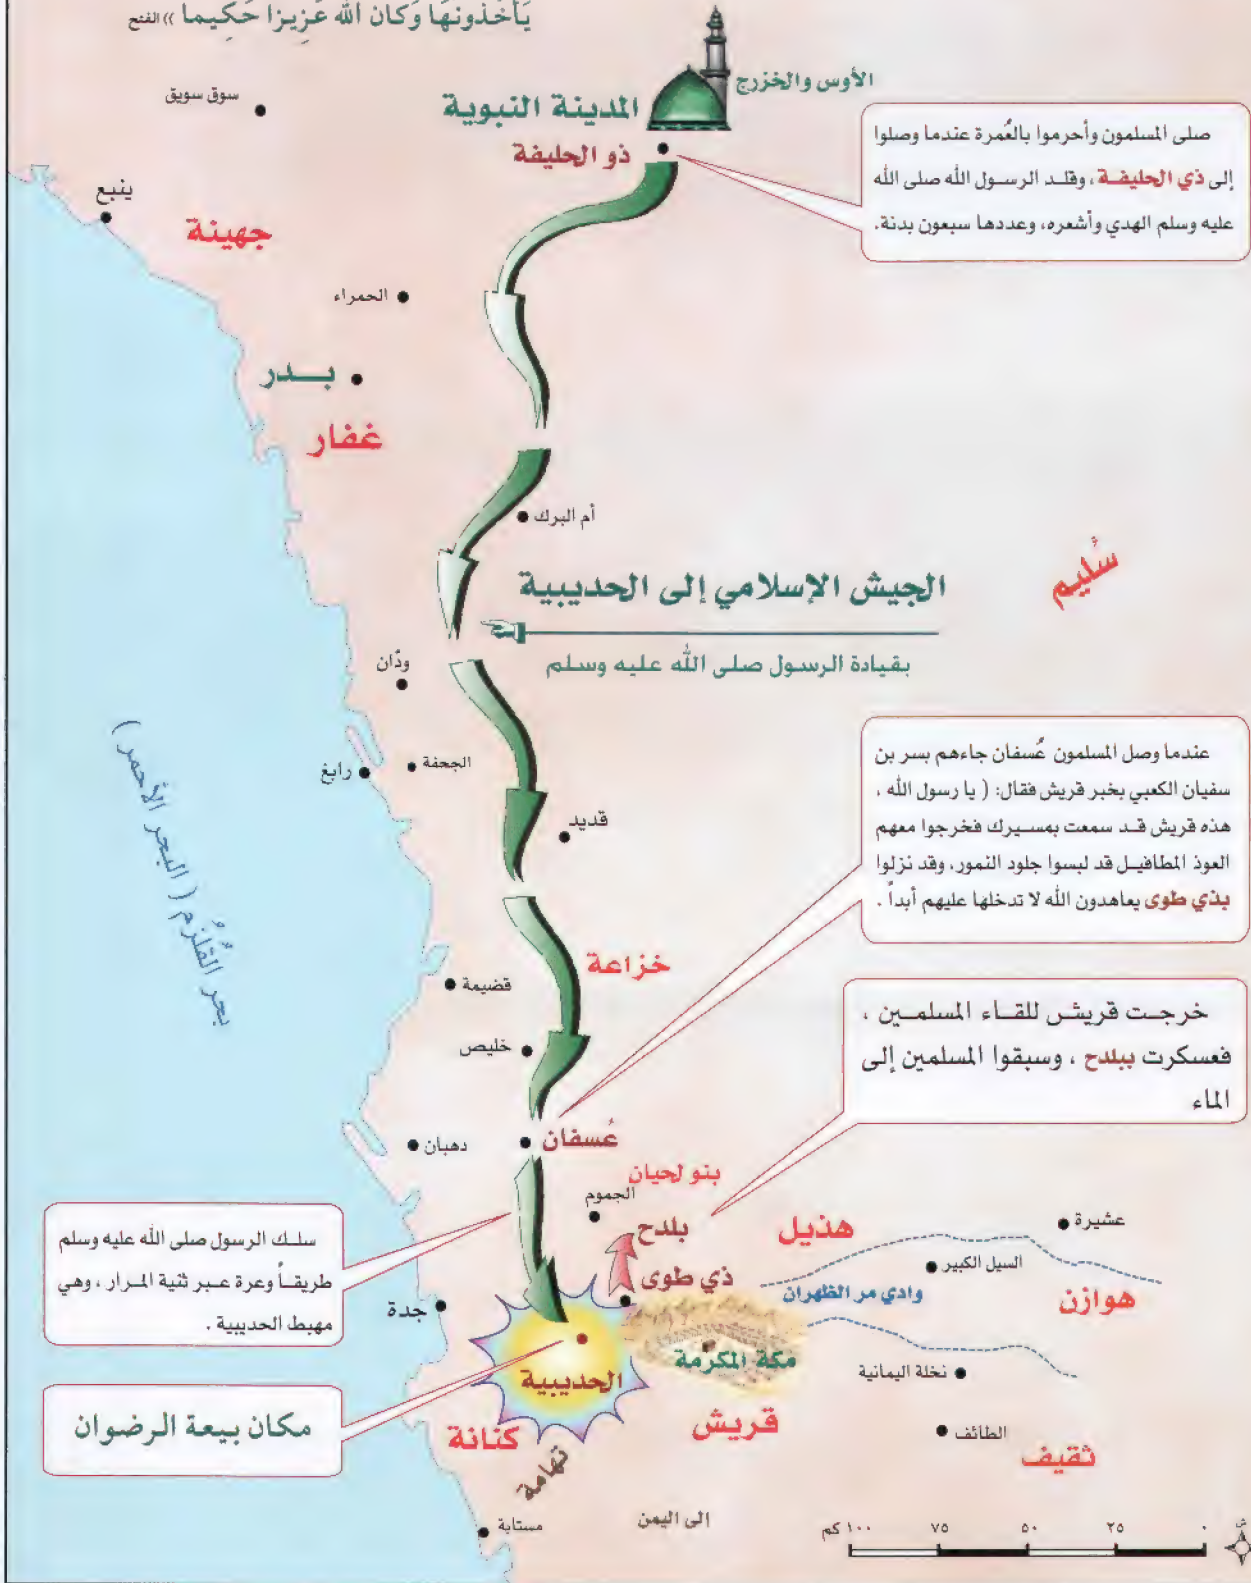 يَأْخُذُونَهَا وَكَانَ اللَّهُ عَزِيزًا حَكِيمًا )) الفتح
الأوس والخزرج
المدينة النبوية
سوق سويق
ذو الحليفة
صلى المسلمون وأحرموا بالعُمرة عندما وصلوا
إلى ذي الحليفة، وقلد الرسول الله صلى الله
عليه وسلم الهدي وأشعره، وعددها سبعون بدنة.
ينبع
جهينة
الحمراء
بـــدر
غفار
أم البرك
سُليم
الجيش الإسلامي إلى الحديبية
بقيادة الرسول صلى الله عليه وسلم
ودّان
بحر القُلْزُم ( البحر الأحمر )
الجحفة
رابغ
قديد
عندما وصل المسلمون عُسفان جاءهم بسر بن
سفيان الكعبي بخبر قريش فقال: ( يا رسول الله ،
هذه قريش قد سمعت بمسيرك فخرجوا معهم
العوذ المطافيل قد لبسوا جلود النمور، وقد نزلوا
بذي طوى يعاهدون الله لا تدخلها عليهم أبداً .
خزاعة
قضيمة
خليص
خرجت قريش للقاء المسلمين ،
فعسكرت ببلدح ، وسبقوا المسلمين إلى
الماء
عُسفان
دهبان
بنو لحيان
الجموم
بلدح
هذيل
عشيرة
السيل الكبير
ذي طوى
وادي مر الظهران
هوازن
سلك الرسول صلى الله عليه وسلم
طريقاً وعرة عبر ثنية المرار ، وهي
مهبط الحديبية .
جدة
مكة المكرمة
الحديبية
نخلة اليمانية
مكان بيعة الرضوان
كنانة
قريش
الطائف
ثقيف
تهامة
إلى اليمن
مستابة
٠ ٢٥ ٥٠ ٧٥ ١٠٠ كم
ش